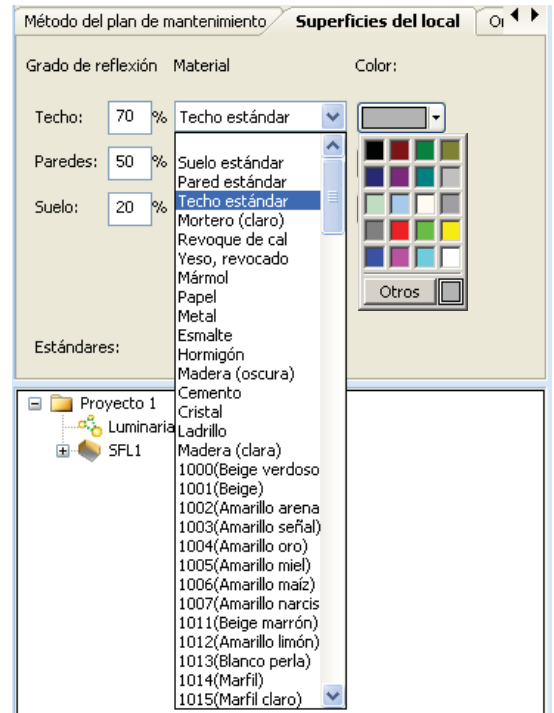 Método del plan de mantenimiento Superficies del local
Grado de reflexión Material Color:
Techo: 70 % Techo estándar
Paredes: 50 %
Suelo: 20 %
Suelo estándar
Pared estándar
Techo estándar
Mortero (claro)
Revoque de cal
Yeso, revocado
Mármol
Papel
Metal
Esmalte
Hormigón
Madera (oscura)
Cemento
Cristal
Ladrillo
Madera (clara)
1000(Beige verdoso
1001(Beige)
1002(Amarillo arena
1003(Amarillo señal)
1004(Amarillo oro)
1005(Amarillo miel)
1006(Amarillo maíz)
1007(Amarillo narcis
1011(Beige marrón)
1012(Amarillo limón)
1013(Blanco perla)
1014(Marfil)
1015(Marfil claro)
Otros
Estándares:
Proyecto 1
Luminaria
SFL1